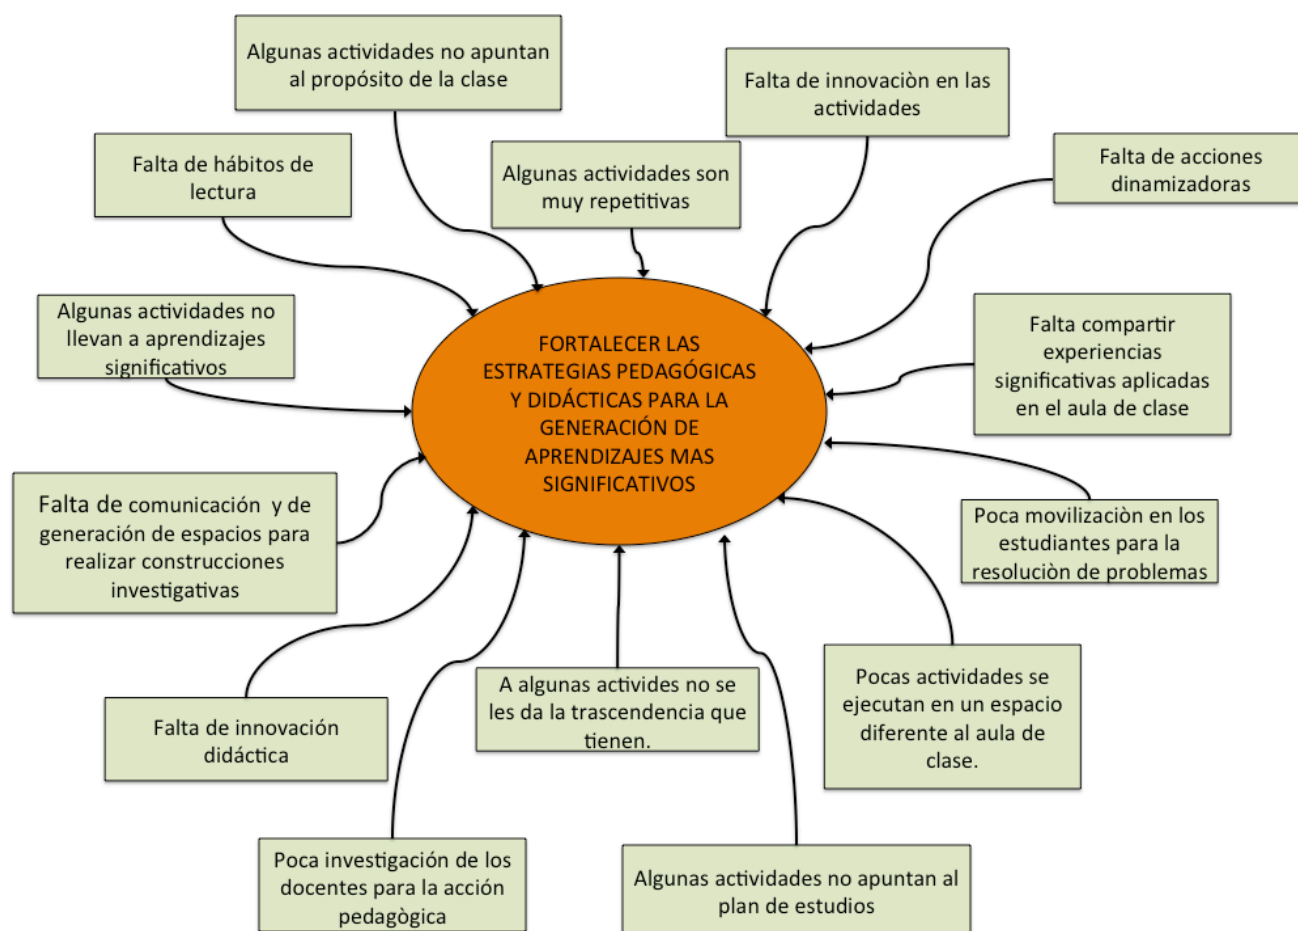 Algunas actividades no apuntan
al propósito de la clase
Falta de innovaciòn en las
actividades
Falta de hábitos de
lectura
Algunas actividades son
muy repetitivas
Falta de acciones
dinamizadoras
Algunas actividades no
llevan a aprendizajes
significativos
FORTALECER LAS
ESTRATEGIAS PEDAGÓGICAS
Y DIDÁCTICAS PARA LA
GENERACIÓN DE
APRENDIZAJES MAS
SIGNIFICATIVOS
Falta compartir
experiencias
significativas aplicadas
en el aula de clase
Falta de comunicación y de
generación de espacios para
realizar construcciones
investigativas
Poca movilizaciòn en los
estudiantes para la
resoluciòn de problemas
Falta de innovación
didáctica
A algunas activides no se
les da la trascendencia que
tienen.
Pocas actividades se
ejecutan en un espacio
diferente al aula de
clase.
Poca investigación de los
docentes para la acción
pedagògica
Algunas actividades no apuntan al
plan de estudios